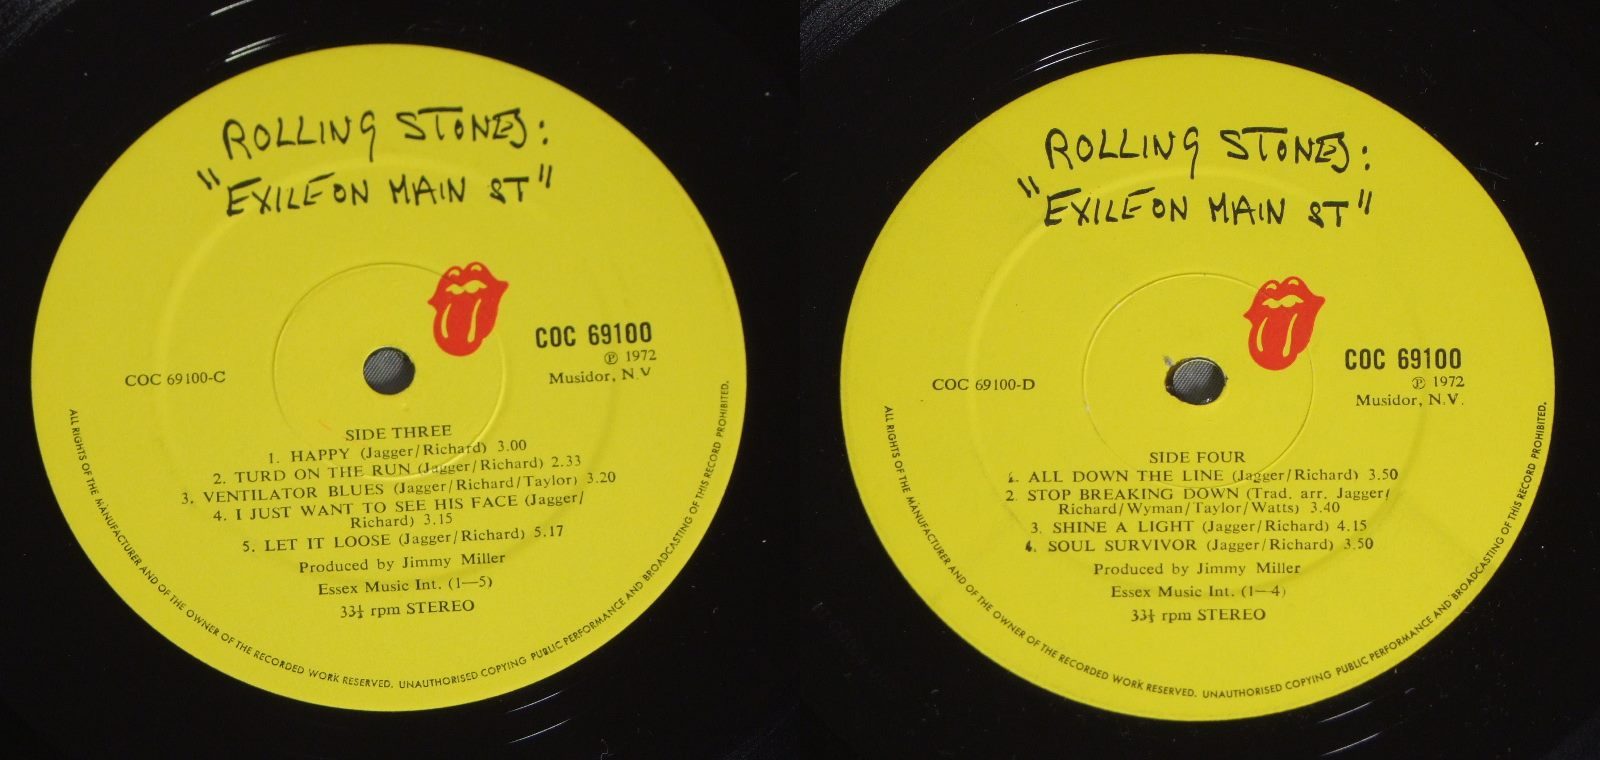 ROLLING STONES:
"EXILE ON MAIN ST"
COC 69100
℗ 1972
Musidor, N.V
COC 69100-C
SIDE THREE
1. HAPPY (Jagger/Richard) 3.00
2. TURD ON THE RUN (Jagger/Richard) 2.33
3. VENTILATOR BLUES (Jagger/Richard/Taylor) 3.20
4. I JUST WANT TO SEE HIS FACE (Jagger/
Richard) 3.15
5. LET IT LOOSE (Jagger/Richard) 5.17
Produced by Jimmy Miller
Essex Music Int. (1—5)
33⅓ rpm STEREO
ALL RIGHTS OF THE MANUFACTURER AND OF THE OWNER OF THE RECORDED WORK RESERVED. UNAUTHORISED COPYING PUBLIC PERFORMANCE AND BROADCASTING OF THIS RECORD PROHIBITED.
ROLLING STONES:
"EXILE ON MAIN ST"
COC 69100
℗ 1972
Musidor, N.V.
COC 69100-D
SIDE FOUR
1. ALL DOWN THE LINE (Jagger/Richard) 3.50
2. STOP BREAKING DOWN (Trad. arr. Jagger/
Richard/Wyman/Taylor/Watts) 3.40
3. SHINE A LIGHT (Jagger/Richard) 4.15
4. SOUL SURVIVOR (Jagger/Richard) 3.50
Produced by Jimmy Miller
Essex Music Int. (1—4)
33⅓ rpm STEREO
ALL RIGHTS OF THE MANUFACTURER AND OF THE OWNER OF THE RECORDED WORK RESERVED. UNAUTHORISED COPYING PUBLIC PERFORMANCE AND BROADCASTING OF THIS RECORD PROHIBITED.